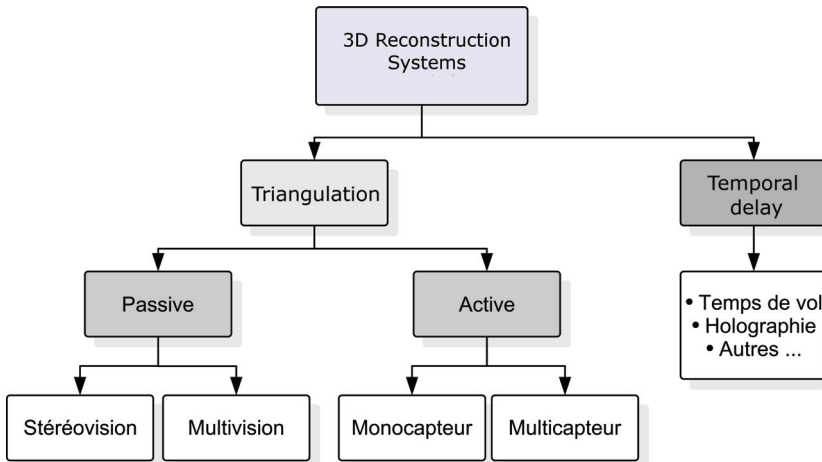 3D Reconstruction
Systems
Triangulation
Temporal
delay
Passive
Active
• Temps de vol
• Holographie
• Autres ...
Stéréovision
Multivision
Monocapteur
Multicapteur